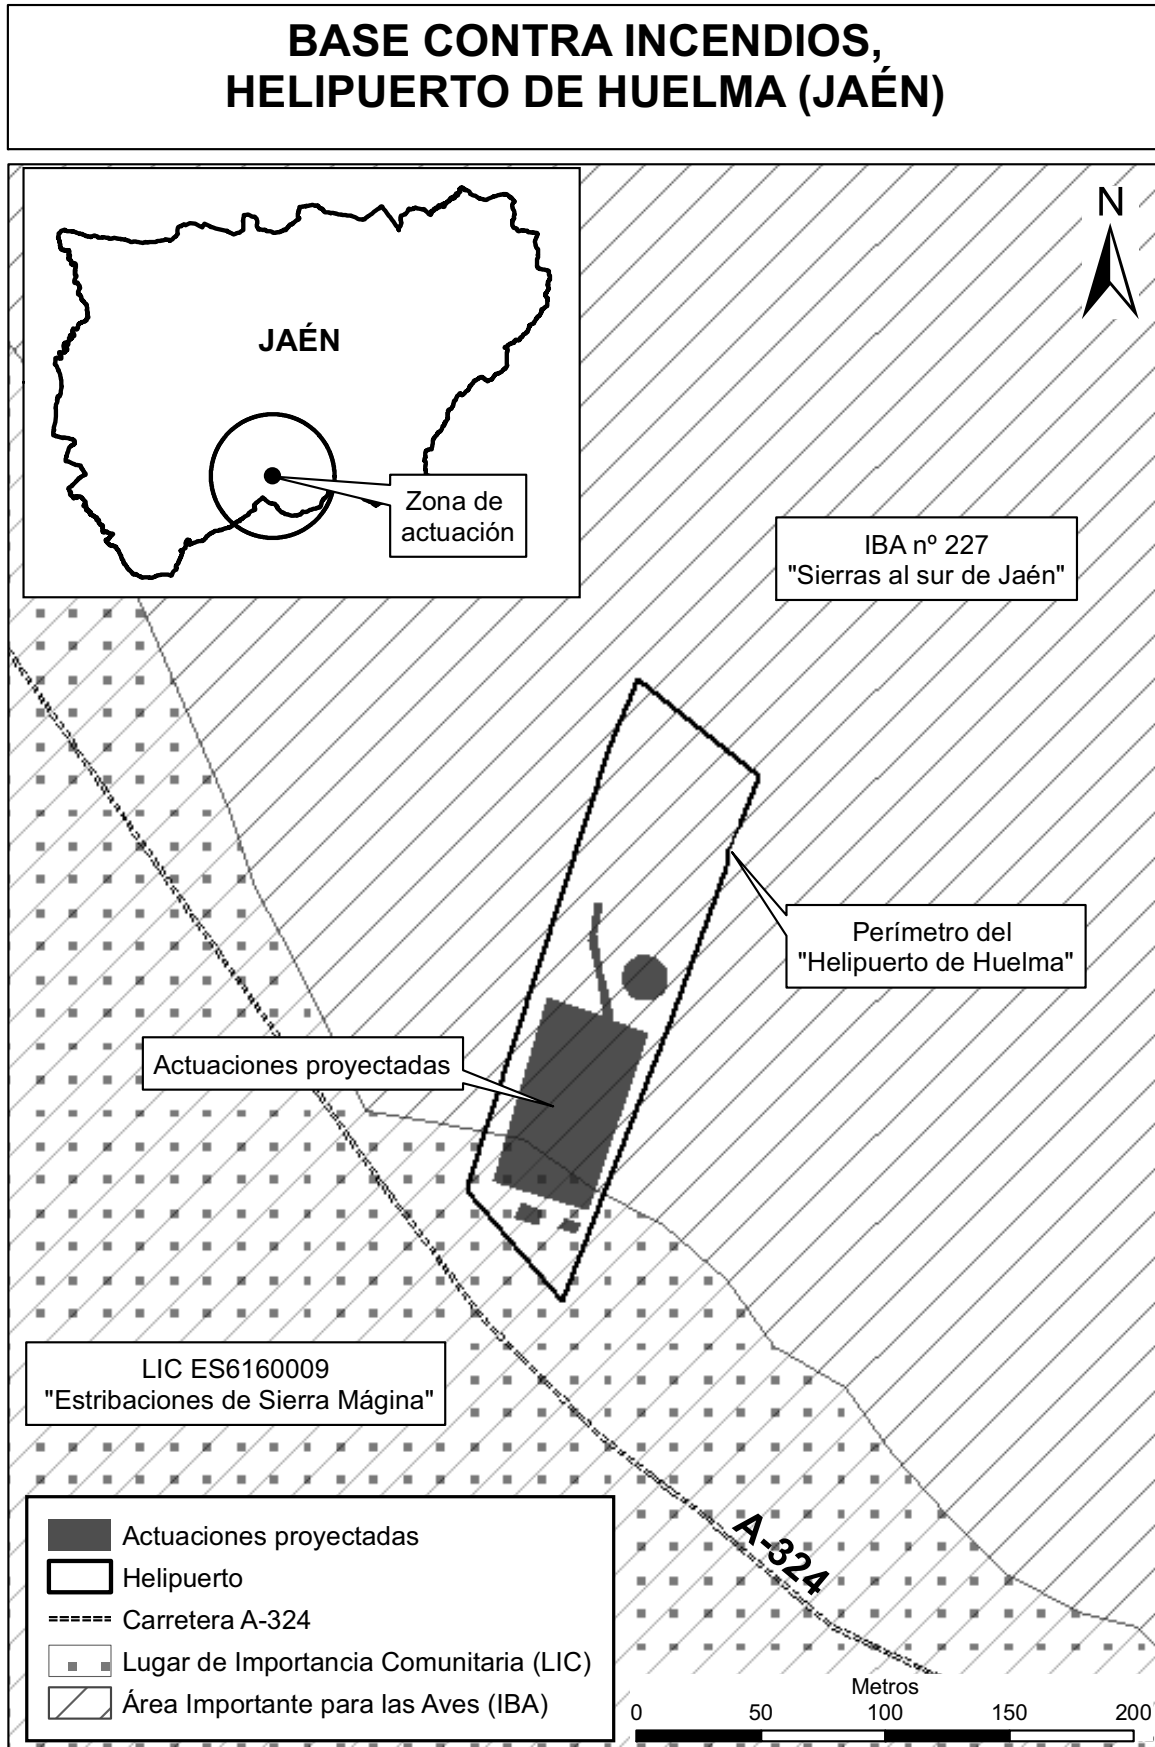 BASE CONTRA INCENDIOS,
HELIPUERTO DE HUELMA (JAÉN)
N
JAÉN
Zona de
actuación
IBA nº 227
"Sierras al sur de Jaén"
Perímetro del
"Helipuerto de Huelma"
Actuaciones proyectadas
LIC ES6160009
"Estribaciones de Sierra Mágina"
A-324
Actuaciones proyectadas
Helipuerto
Carretera A-324
Lugar de Importancia Comunitaria (LIC)
Área Importante para las Aves (IBA)
Metros
0 50 100 150 200